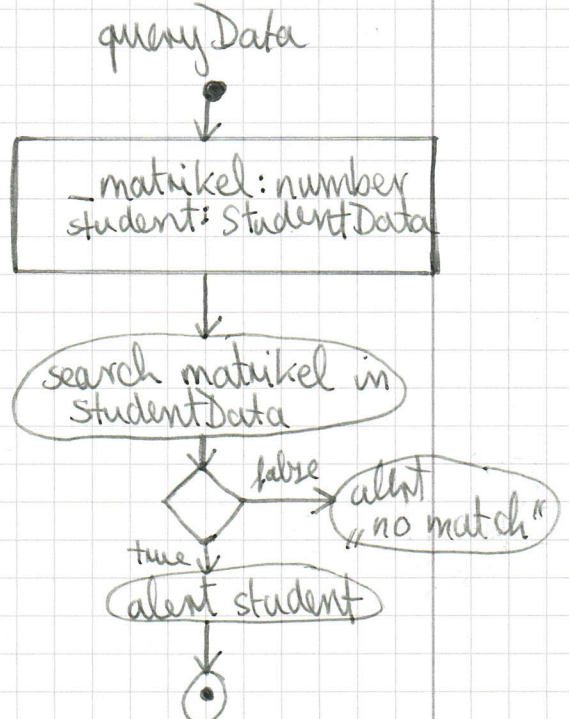 queryData
_matrikel: number
student: StudentData
search matrikel in
StudentData
false
alert
„no match“
true
alert student